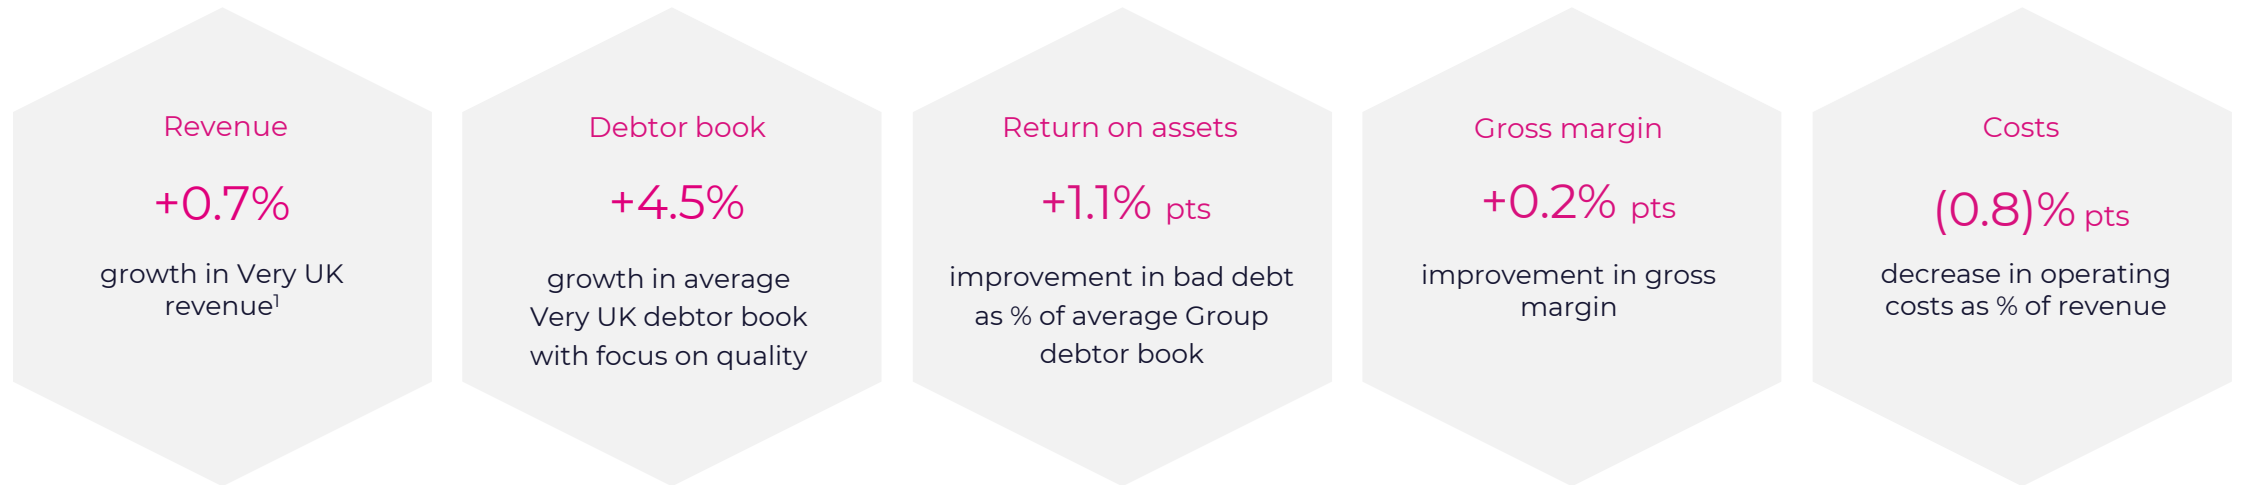 Revenue
+0.7%
growth in Very UK
revenue¹
Debtor book
+4.5%
growth in average
Very UK debtor book
with focus on quality
Return on assets
+1.1% pts
improvement in bad debt
as % of average Group
debtor book
Gross margin
+0.2% pts
improvement in gross
margin
Costs
(0.8)% pts
decrease in operating
costs as % of revenue